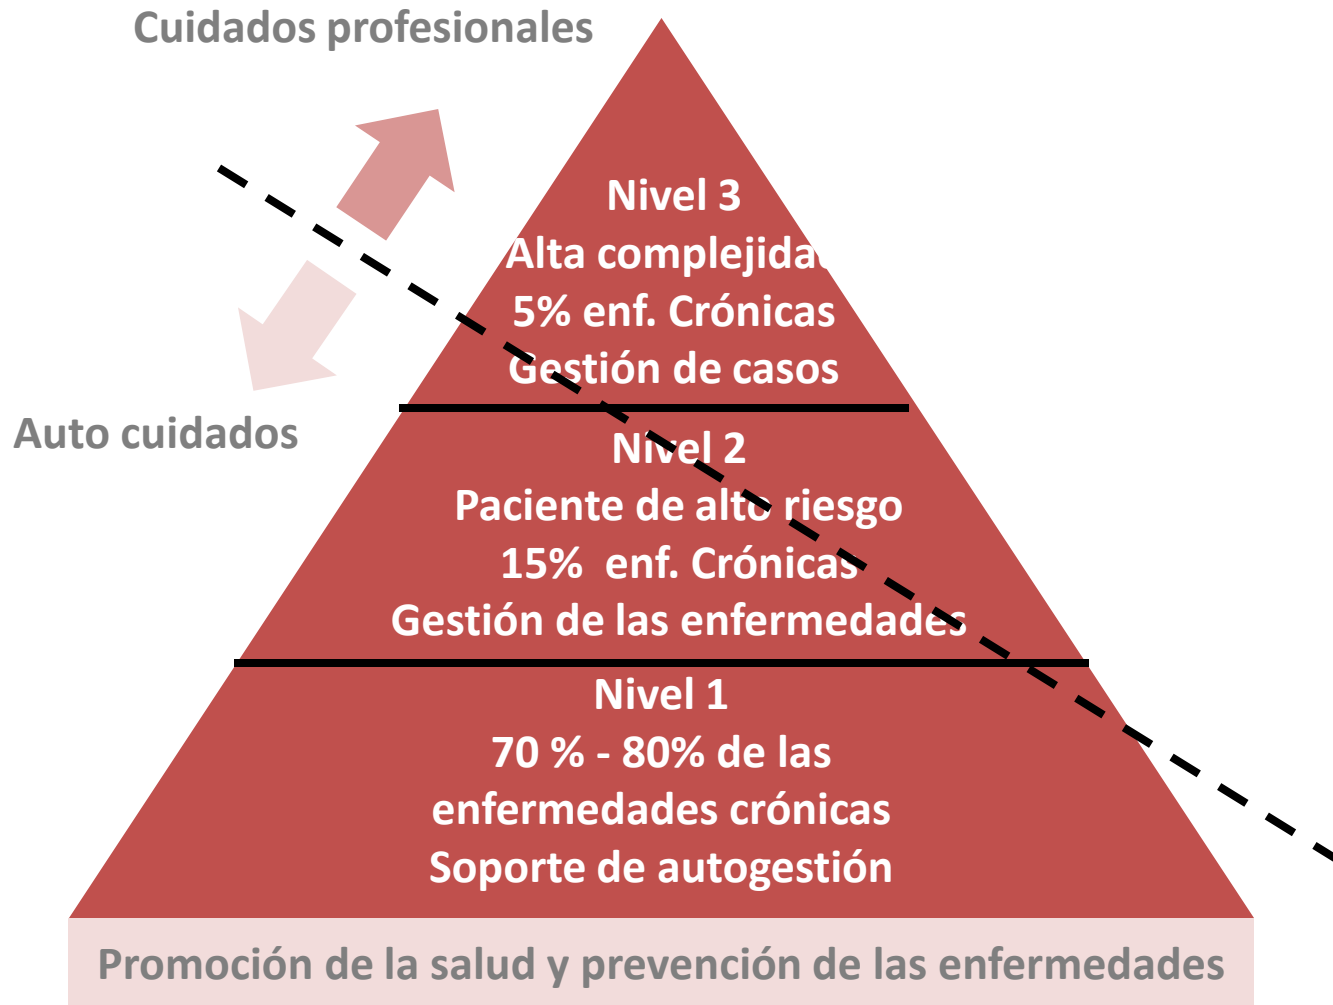 Cuidados profesionales
Nivel 3
Alta complejidad
5% enf. Crónicas
Gestión de casos
Auto cuidados
Nivel 2
Paciente de alto riesgo
15%  enf. Crónicas
Gestión de las enfermedades
Nivel 1
70 % - 80% de las
enfermedades crónicas
Soporte de autogestión
Promoción de la salud y prevención de las enfermedades